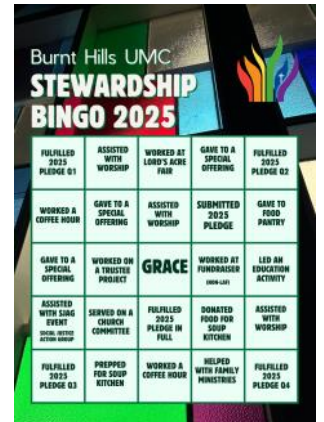 Burnt Hills UMC
STEWARDSHIP
BINGO 2025
FULFILLED
2025
PLEDGE Q1
ASSISTED
WITH
WORSHIP
WORKED AT
LORD'S ACRE
FAIR
GAVE TO A
SPECIAL
OFFERING
FULFILLED
2025
PLEDGE Q2
WORKED A
COFFEE HOUR
GAVE TO A
SPECIAL
OFFERING
ASSISTED
WITH
WORSHIP
SUBMITTED
2025
PLEDGE
GAVE TO
FOOD
PANTRY
GAVE TO A
SPECIAL
OFFERING
WORKED ON
A TRUSTEE
PROJECT
GRACE
WORKED AT
FUNDRAISER
(NON-LAF)
LED AN
EDUCATION
ACTIVITY
ASSISTED
WITH SJAG
EVENT
SOCIAL JUSTICE
ACTION GROUP
SERVED ON A
CHURCH
COMMITTEE
FULFILLED
2025
PLEDGE IN
FULL
DONATED
FOOD FOR
SOUP
KITCHEN
ASSISTED
WITH
WORSHIP
FULFILLED
2025
PLEDGE Q3
PREPPED
FOR SOUP
KITCHEN
WORKED A
COFFEE HOUR
HELPED
WITH FAMILY
MINISTRIES
FULFILLED
2025
PLEDGE Q4